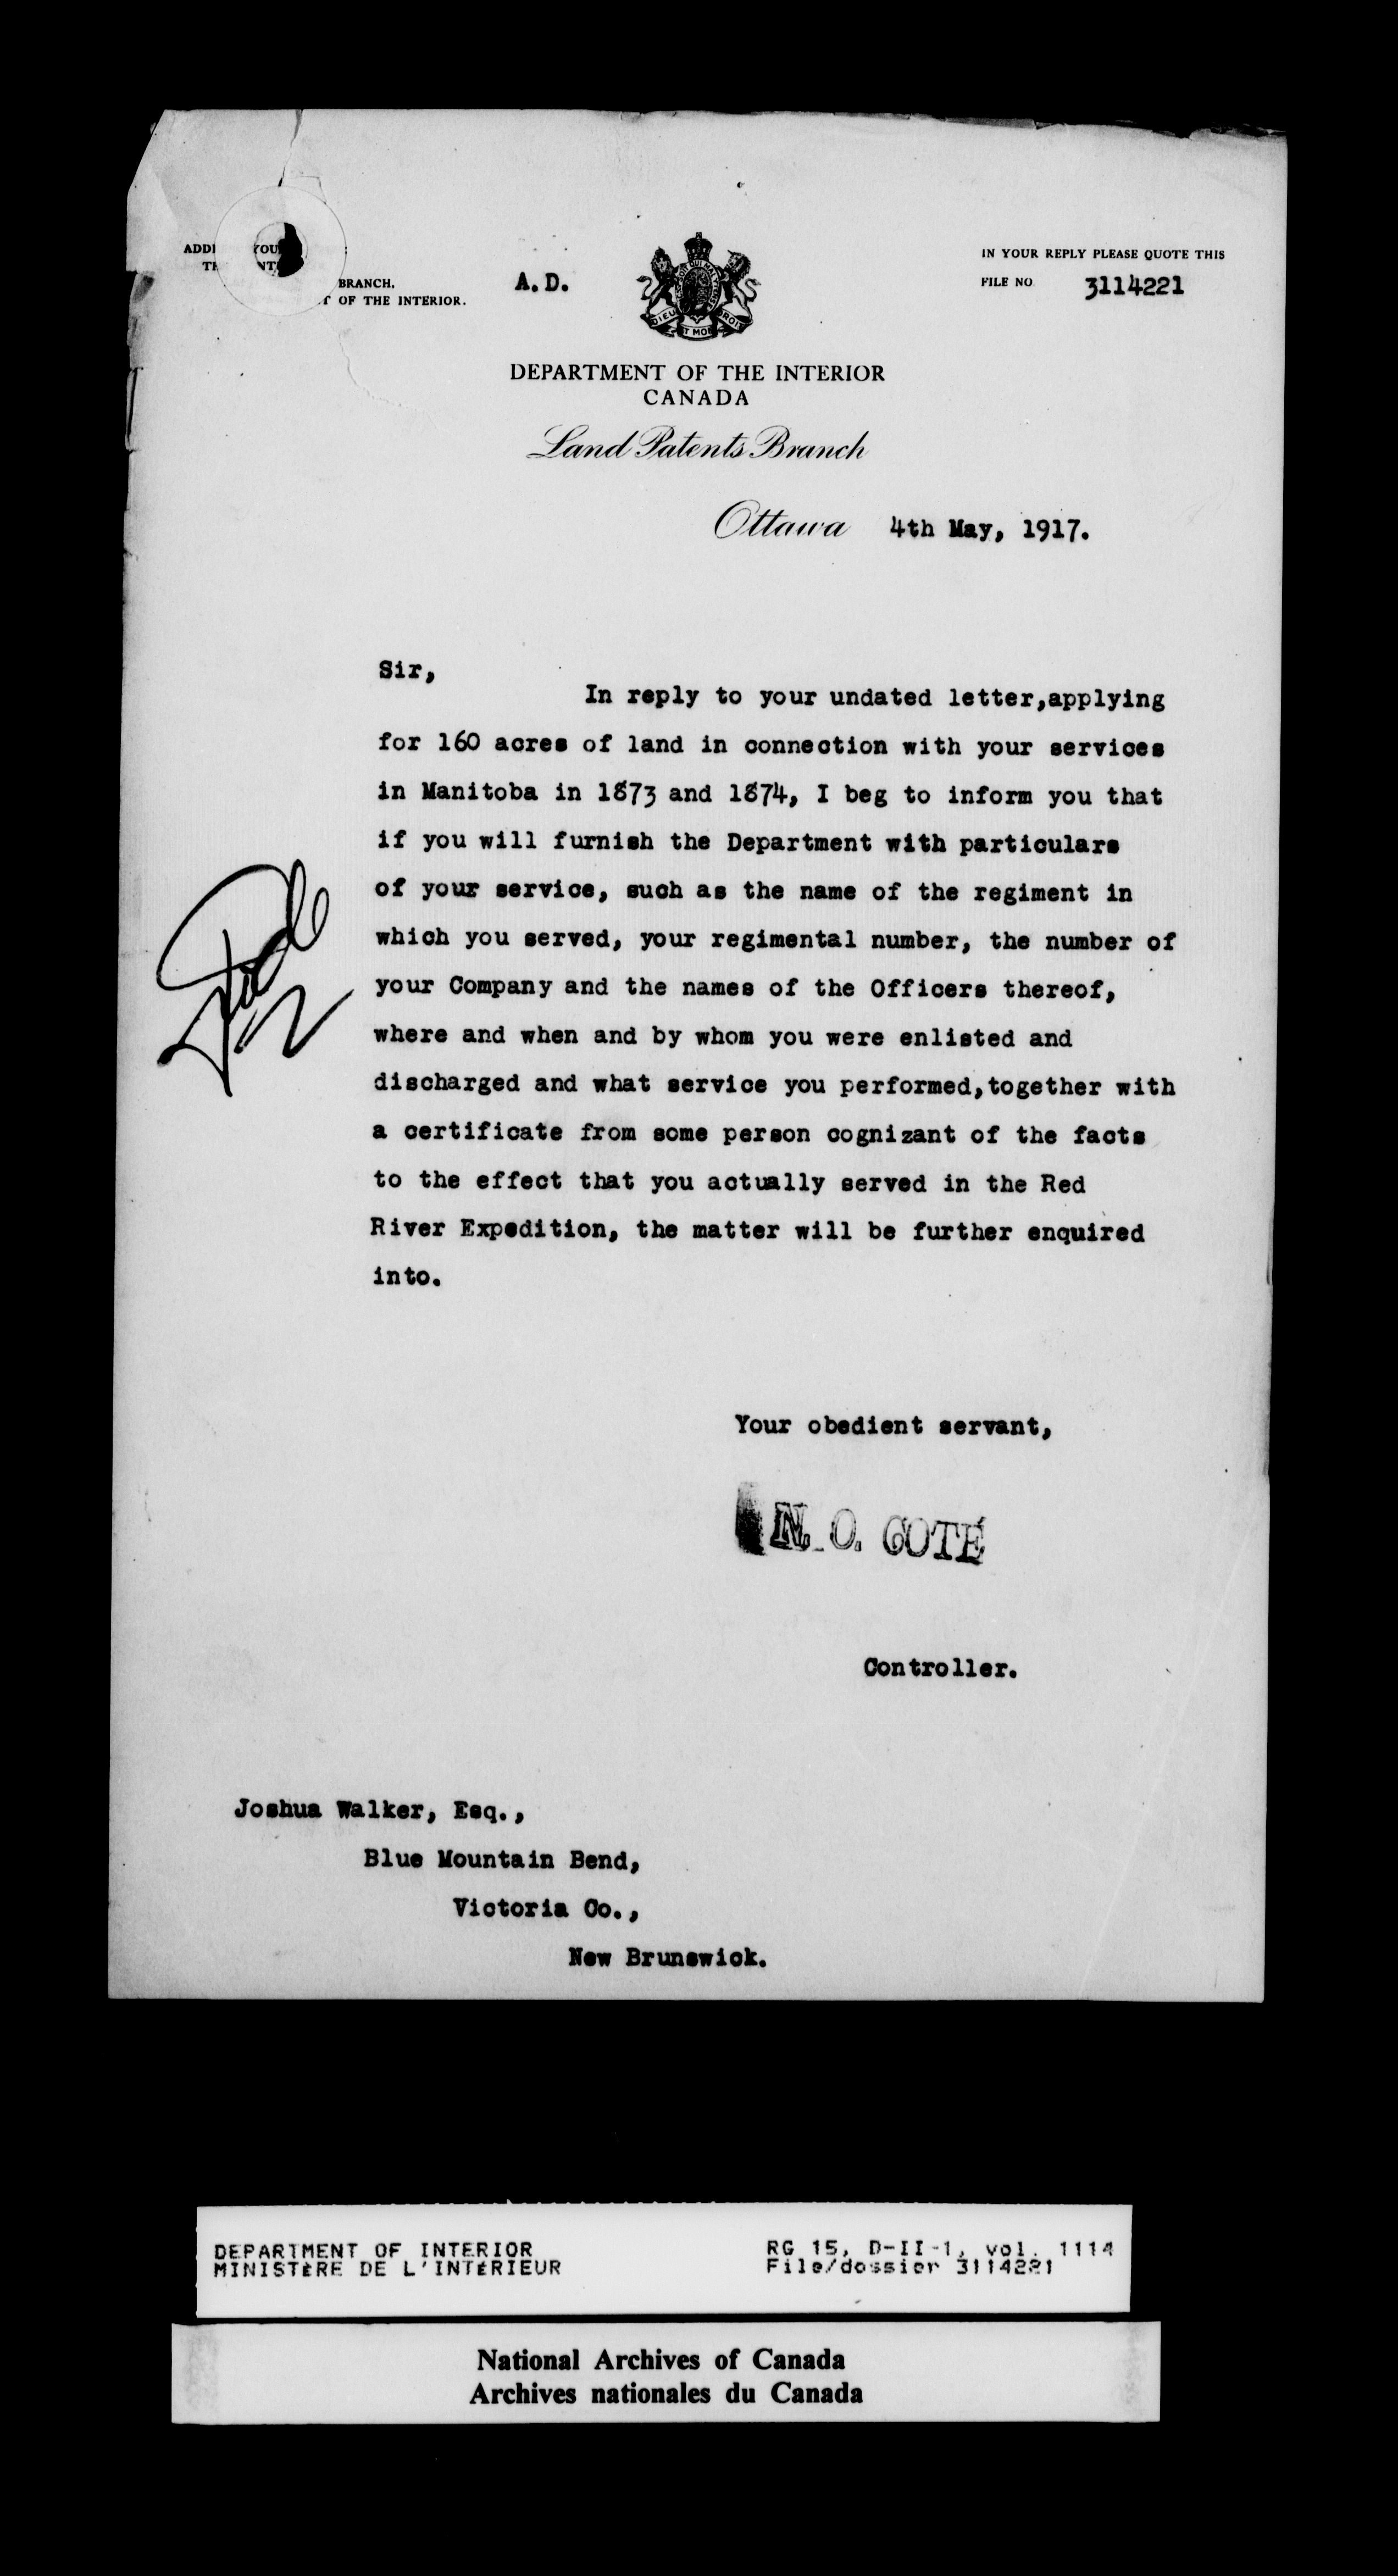 YOU
BRANCH.
OF THE INTERIOR.
A. D.
IN YOUR REPLY PLEASE QUOTE THIS
FILE NO 3114221
DIEU ET MON DROIT
DEPARTMENT OF THE INTERIOR
CANADA
Land Patents Branch
Ottawa 4th May, 1917.
Sir,
In reply to your undated letter,applying
for 160 acres of land in connection with your services
in Manitoba in 1873 and 1874, I beg to inform you that
if you will furnish the Department with particulars
of your service, such as the name of the regiment in
which you served, your regimental number, the number of
your Company and the names of the Officers thereof,
where and when and by whom you were enlisted and
discharged and what service you performed,together with
a certificate from some person cognizant of the facts
to the effect that you actually served in the Red
River Expedition, the matter will be further enquired
into.
Your obedient servant,
N. O. COTÉ
Controller.
Joshua Walker, Esq.,
Blue Mountain Bend,
Victoria Co.,
New Brunswick.
DEPARTMENT OF INTERIOR
MINISTÈRE DE L'INTÉRIEUR
RG 15, D-II-1, vol. 1114
File/dossier 3114221
National Archives of Canada
Archives nationales du Canada